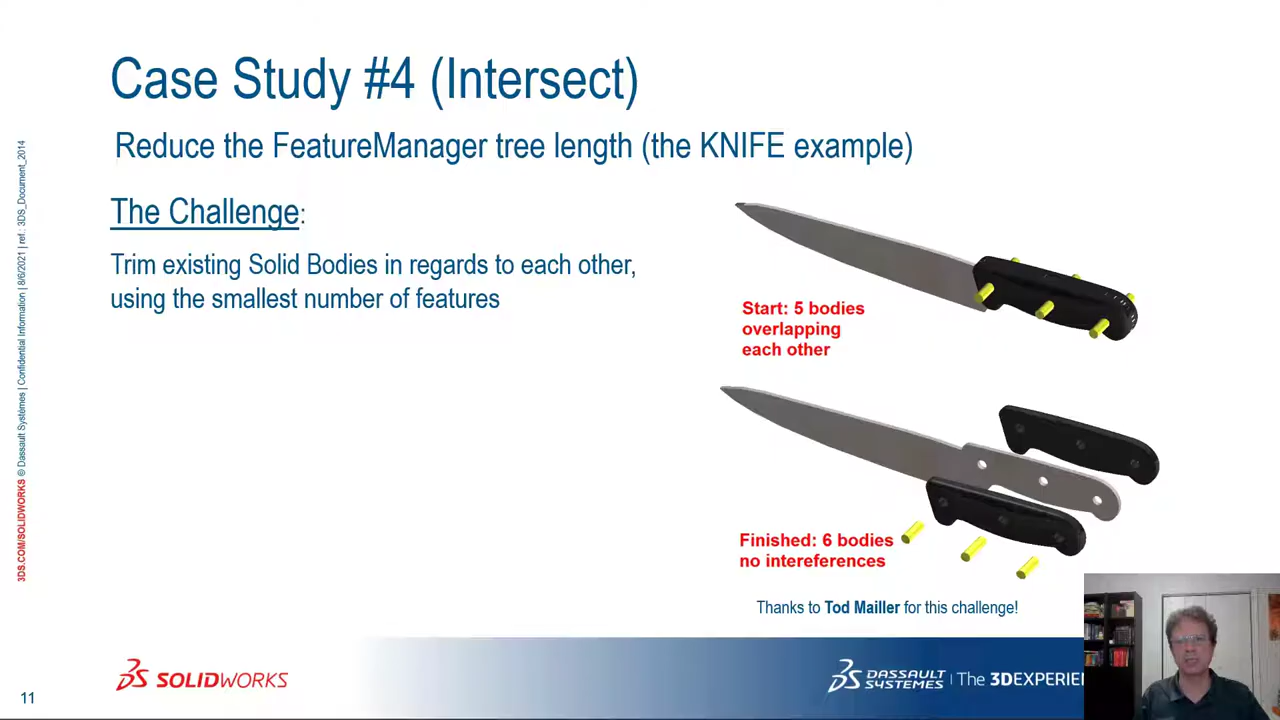 Case Study #4 (Intersect)
Reduce the FeatureManager tree length (the KNIFE example)
The Challenge:
Trim existing Solid Bodies in regards to each other,
using the smallest number of features
Start: 5 bodies
overlapping
each other
Finished: 6 bodies
no intereferences
Thanks to Tod Mailler for this challenge!
3DS.COM/SOLIDWORKS © Dassault Systèmes | Confidential Information | 8/6/2021 | ref.: 3DS_Document_2014
SOLIDWORKS
DASSAULT
SYSTEMES
The 3DEXPERIE
11